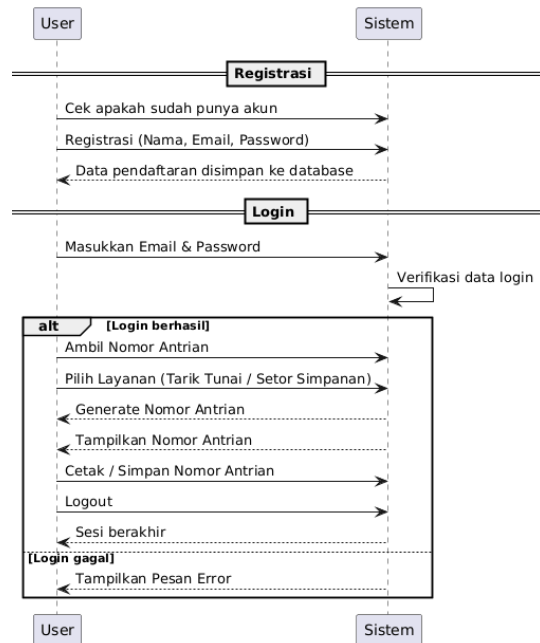 User Sistem
Registrasi
Cek apakah sudah punya akun
Registrasi (Nama, Email, Password)
Data pendaftaran disimpan ke database
Login
Masukkan Email & Password
Verifikasi data login
alt [Login berhasil]
Ambil Nomor Antrian
Pilih Layanan (Tarik Tunai / Setor Simpanan)
Generate Nomor Antrian
Tampilkan Nomor Antrian
Cetak / Simpan Nomor Antrian
Logout
Sesi berakhir
[Login gagal]
Tampilkan Pesan Error
User Sistem